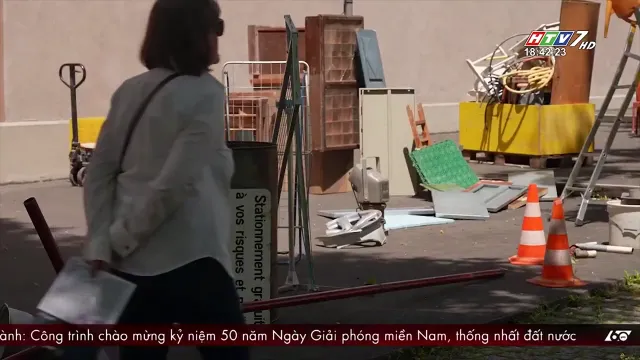 HTV7 HD
18:42:23
Stationnement
à vos risques et
gratuit
ành: Công trình chào mừng kỷ niệm 50 năm Ngày Giải phóng miền Nam, thống nhất đất nước